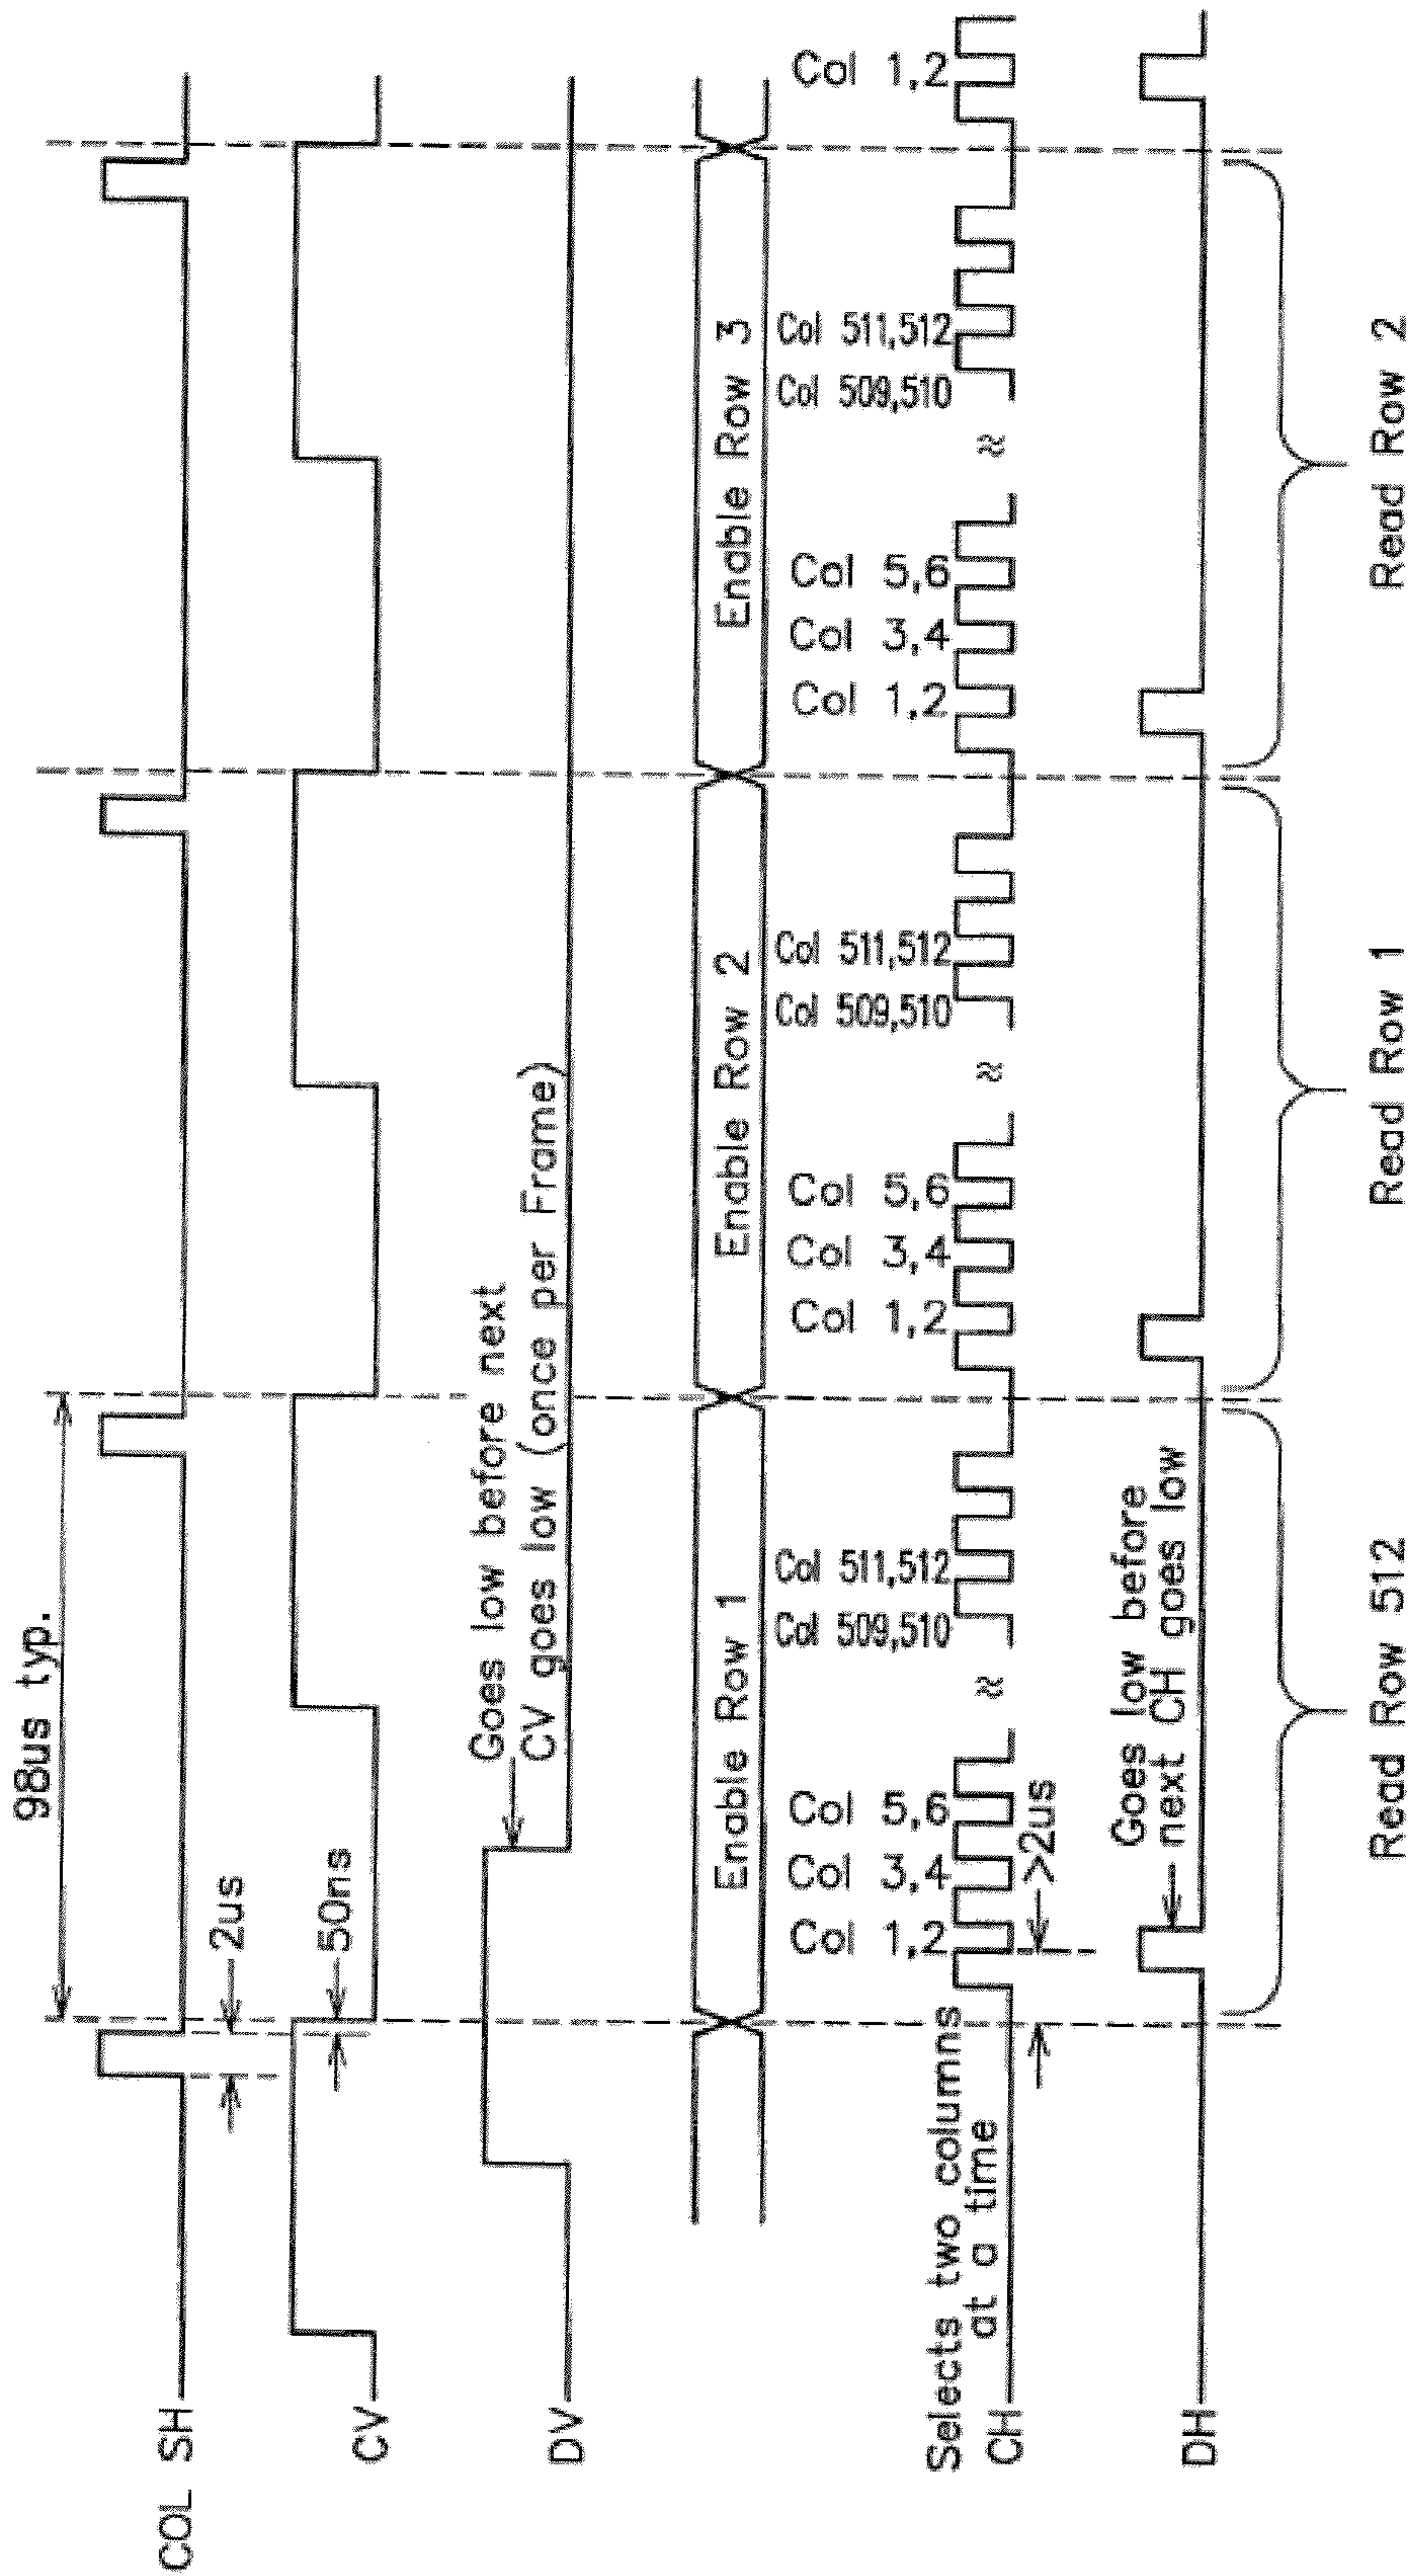 98us typ.
COL SH
2us
CV
50ns
DV
Goes low before next
CV goes low (once per Frame)
Enable Row 1
Enable Row 2
Enable Row 3
Selects two columns
at a time
Col 1,2
Col 3,4
Col 5,6
≈
Col 509,510
Col 511,512
Col 1,2
Col 3,4
Col 5,6
≈
Col 509,510
Col 511,512
Col 1,2
Col 3,4
Col 5,6
≈
Col 509,510
Col 511,512
Col 1,2
CH
>2us
DH
Goes low before
next CH goes low
Read Row 512
Read Row 1
Read Row 2